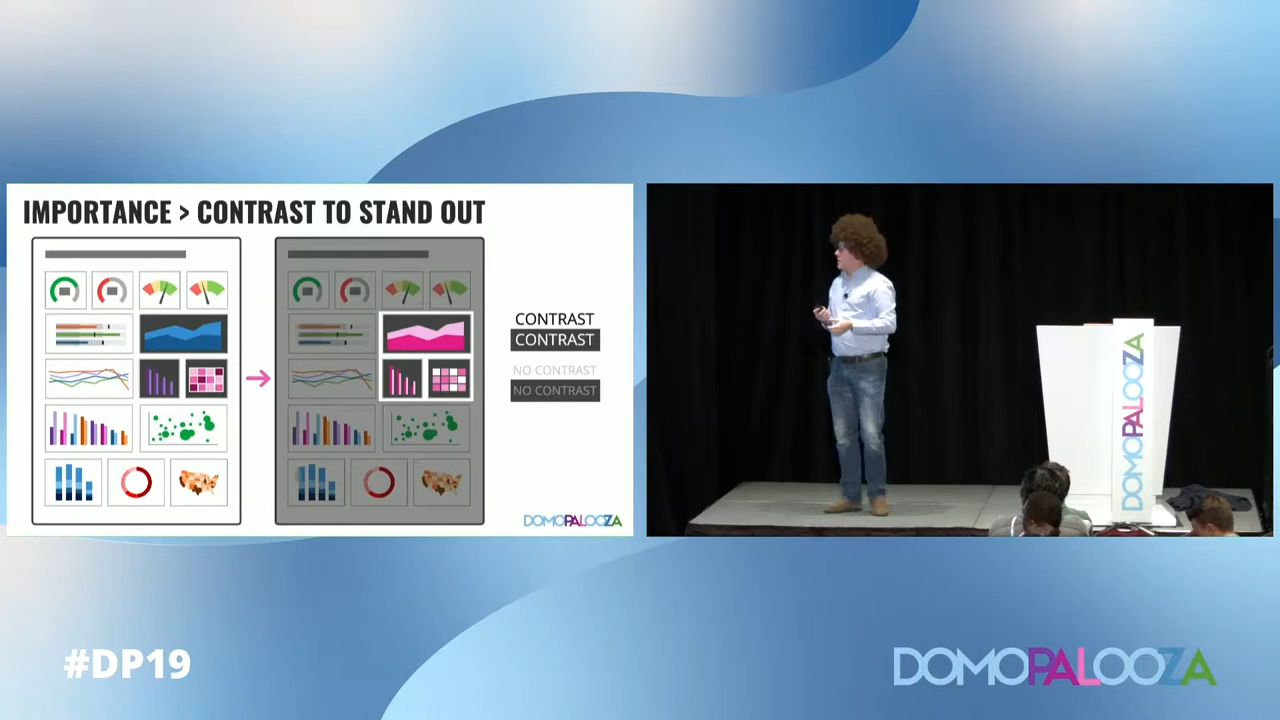 IMPORTANCE > CONTRAST TO STAND OUT
CONTRAST
CONTRAST
NO CONTRAST
NO CONTRAST
DOMOPALOOZA
DOMOPALOOZA
#DP19
DOMOPALOOZA